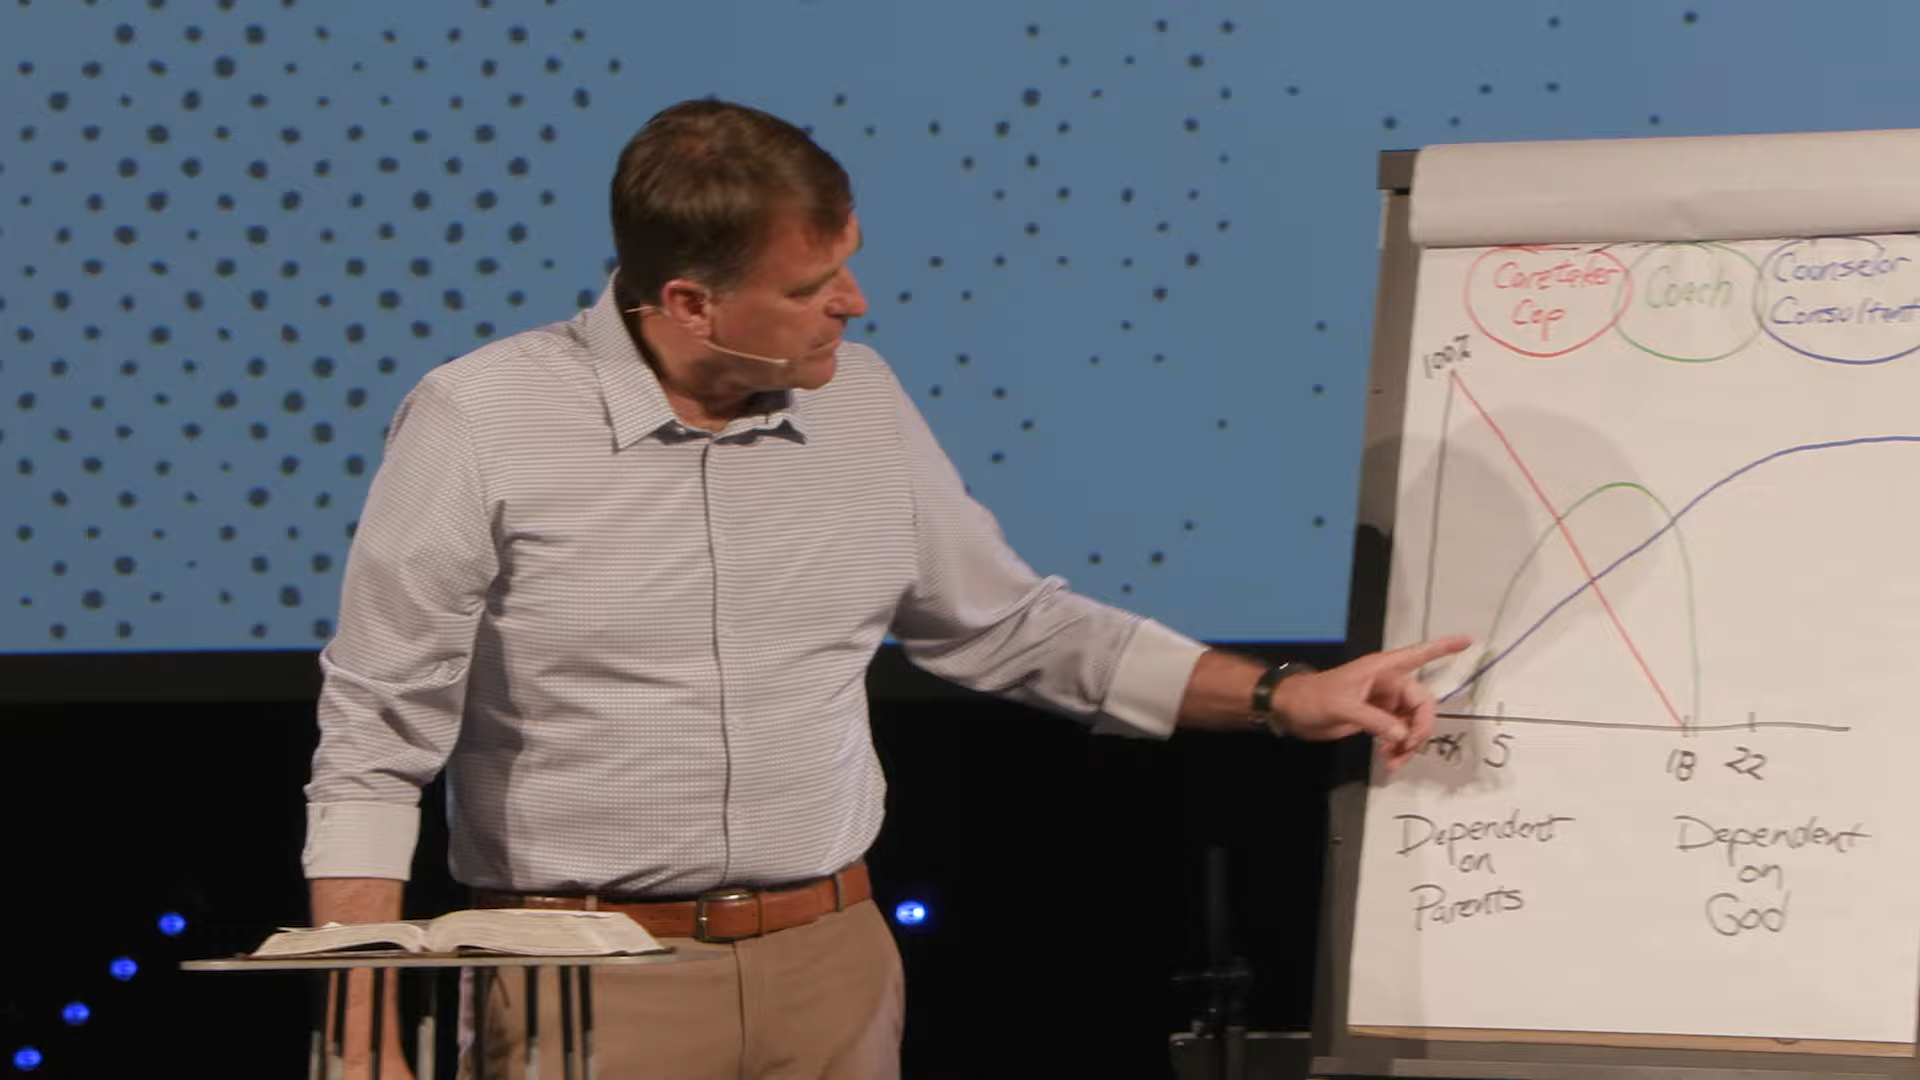 Caretaker
Cop
Coach
Counselor
Consultant
100%
5
18
22
Dependent
on
Parents
Dependent
on
God